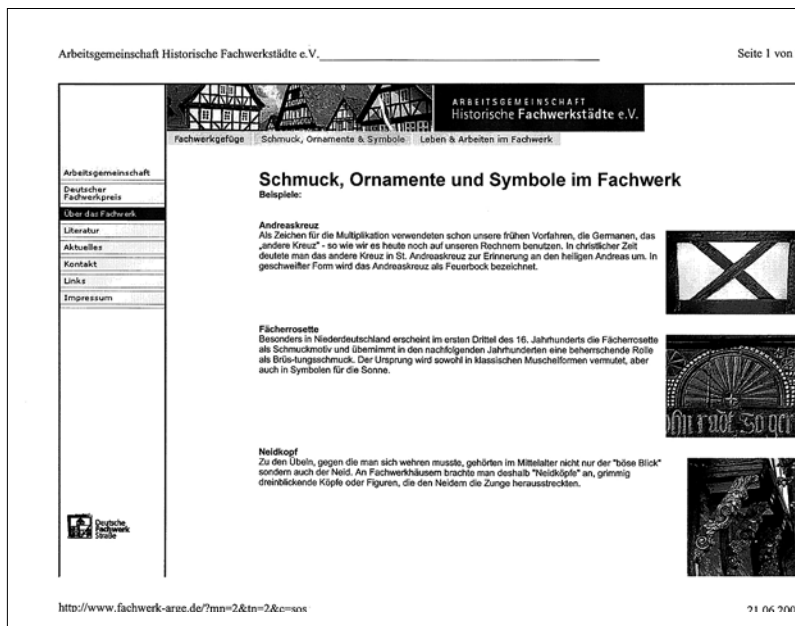 Arbeitsgemeinschaft Historische Fachwerkstädte e.V.
Seite 1 von
ARBEITSGEMEINSCHAFT
Historische Fachwerkstädte e.V.
Fachwerkgefüge Schmuck, Ornamente & Symbole Leben & Arbeiten im Fachwerk
Arbeitsgemeinschaft
Deutscher
Fachwerkpreis
Über das Fachwerk
Literatur
Aktuelles
Kontakt
Links
Impressum
Schmuck, Ornamente und Symbole im Fachwerk
Beispiele:
Andreaskreuz
Als Zeichen für die Multiplikation verwendeten schon unsere frühen Vorfahren, die Germanen, das
„andere Kreuz" - so wie wir es heute noch auf unseren Rechnern benutzen. In christlicher Zeit
deutete man das andere Kreuz in St. Andreaskreuz zur Erinnerung an den heiligen Andreas um. In
geschweifter Form wird das Andreaskreuz als Feuerbock bezeichnet.
Fächerrosette
Besonders in Niederdeutschland erscheint im ersten Drittel des 16. Jahrhunderts die Fächerrosette
als Schmuckmotiv und übernimmt in den nachfolgenden Jahrhunderten eine beherrschende Rolle
als Brüs-tungsschmuck. Der Ursprung wird sowohl in klassischen Muschelformen vermutet, aber
auch in Symbolen für die Sonne.
Neidkopf
Zu den Übeln, gegen die man sich wehren musste, gehörten im Mittelalter nicht nur der "böse Blick"
sondern auch der Neid. An Fachwerkhäusern brachte man deshalb "Neidköpfe" an, grimmig
dreinblickende Köpfe oder Figuren, die den Neidern die Zunge herausstreckten.
Deutsche
Fachwerk
Straße
http://www.fachwerk-arge.de/?mn=2&tn=2&c=sos
21.06.200